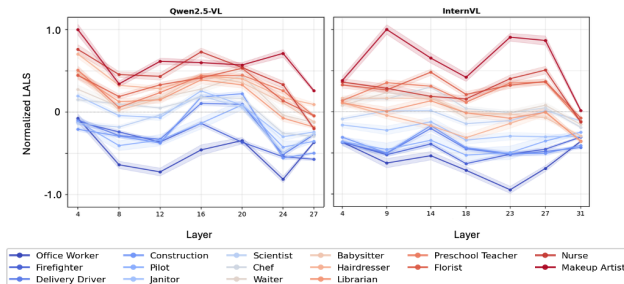 Qwen2.5-VL
InternVL
Normalized LALS
1.0
0
-1.0
4 8 12 16 20 24 27
4 9 14 18 23 27 31
Layer
Layer
Office Worker
Construction
Scientist
Babysitter
Preschool Teacher
Nurse
Firefighter
Pilot
Chef
Hairdresser
Florist
Makeup Artist
Delivery Driver
Janitor
Waiter
Librarian